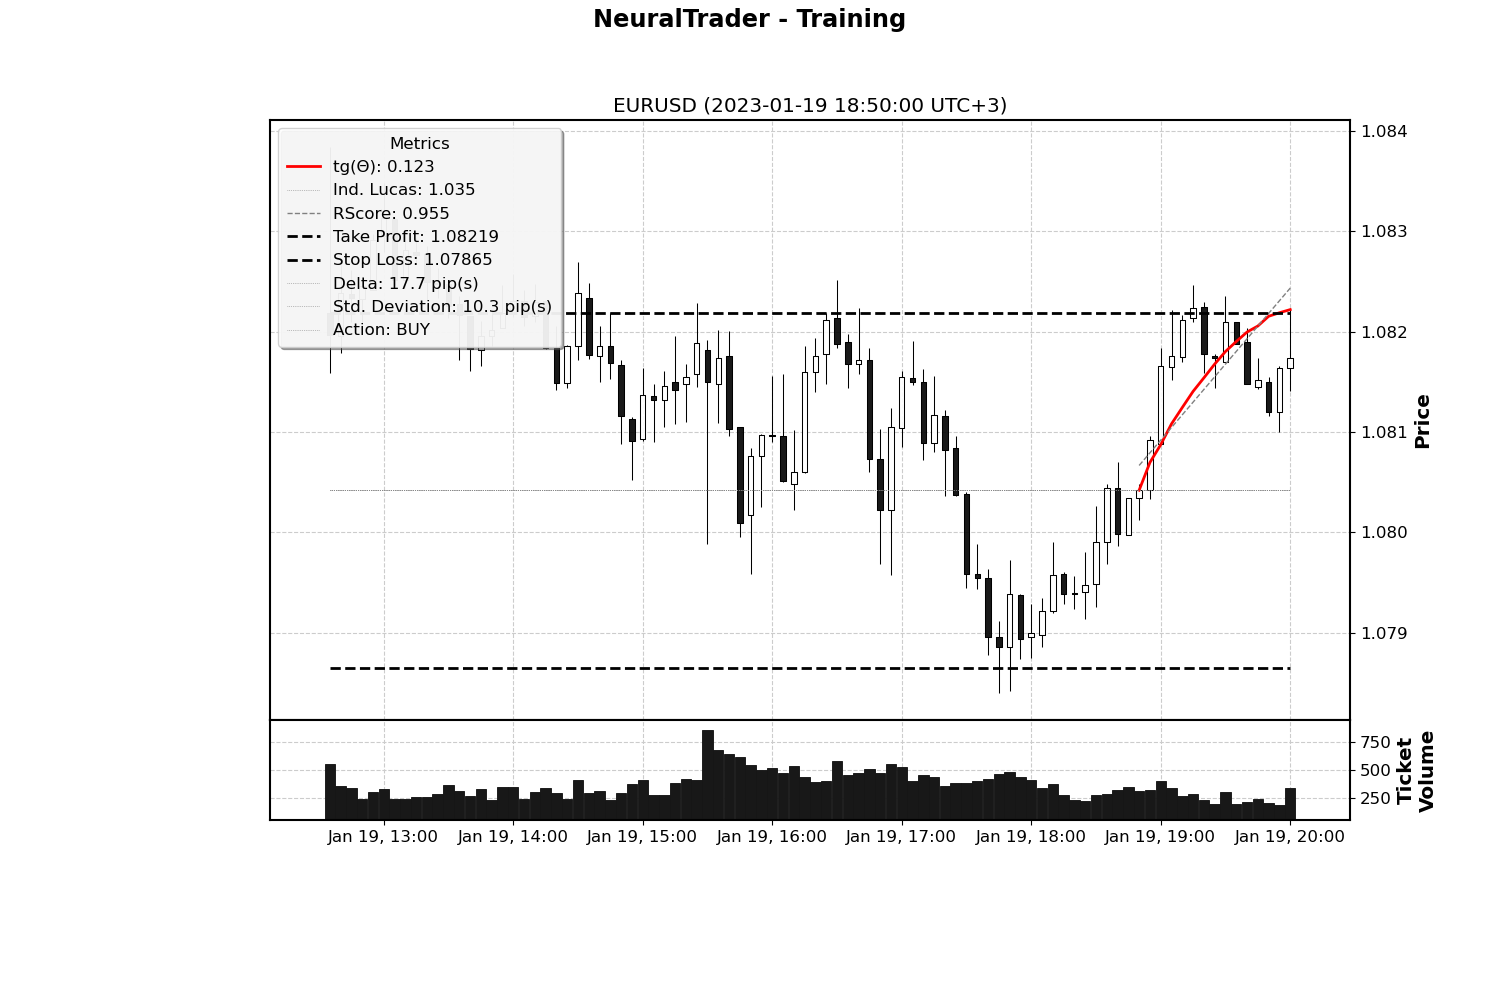 NeuralTrader - Training
EURUSD (2023-01-19 18:50:00 UTC+3)
Metrics
tg(Θ): 0.123
Ind. Lucas: 1.035
RScore: 0.955
Take Profit: 1.08219
Stop Loss: 1.07865
Delta: 17.7 pip(s)
Std. Deviation: 10.3 pip(s)
Action: BUY
1.084
1.083
1.082
1.081
1.080
1.079
Price
750
500
250
Ticket
Volume
Jan 19, 13:00
Jan 19, 14:00
Jan 19, 15:00
Jan 19, 16:00
Jan 19, 17:00
Jan 19, 18:00
Jan 19, 19:00
Jan 19, 20:00